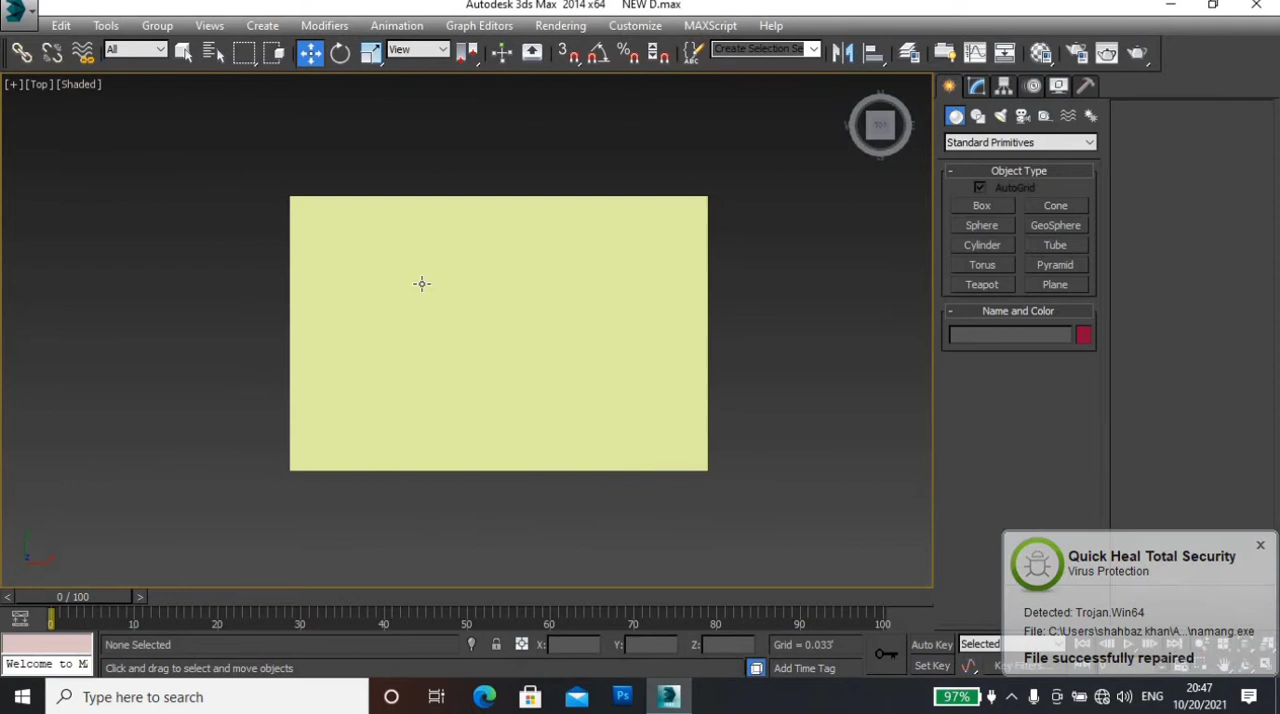 Autodesk 3ds Max 2014 x64 NEW D.max
Edit Tools Group Views Create Modifiers Animation Graph Editors Rendering Customize MAXScript Help
All View Create Selection Se
[+] [Top] [Shaded]
TOP
Standard Primitives
- Object Type
AutoGrid
Box Cone
Sphere GeoSphere
Cylinder Tube
Torus Pyramid
Teapot Plane
- Name and Color
Quick Heal Total Security
Virus Protection
Detected: Trojan.Win64
File: C:\Users\shahbaz khan\A...\namang.exe
File successfully repaired
< 0 / 100 >
0 10 20 30 40 50 60 70 80 90 100
None Selected X: Y: Z: Grid = 0.033' Auto Key Selected
Welcome to M Click and drag to select and move objects Add Time Tag Set Key Key Filters...
Type here to search
97% ENG 20:47
10/20/2021